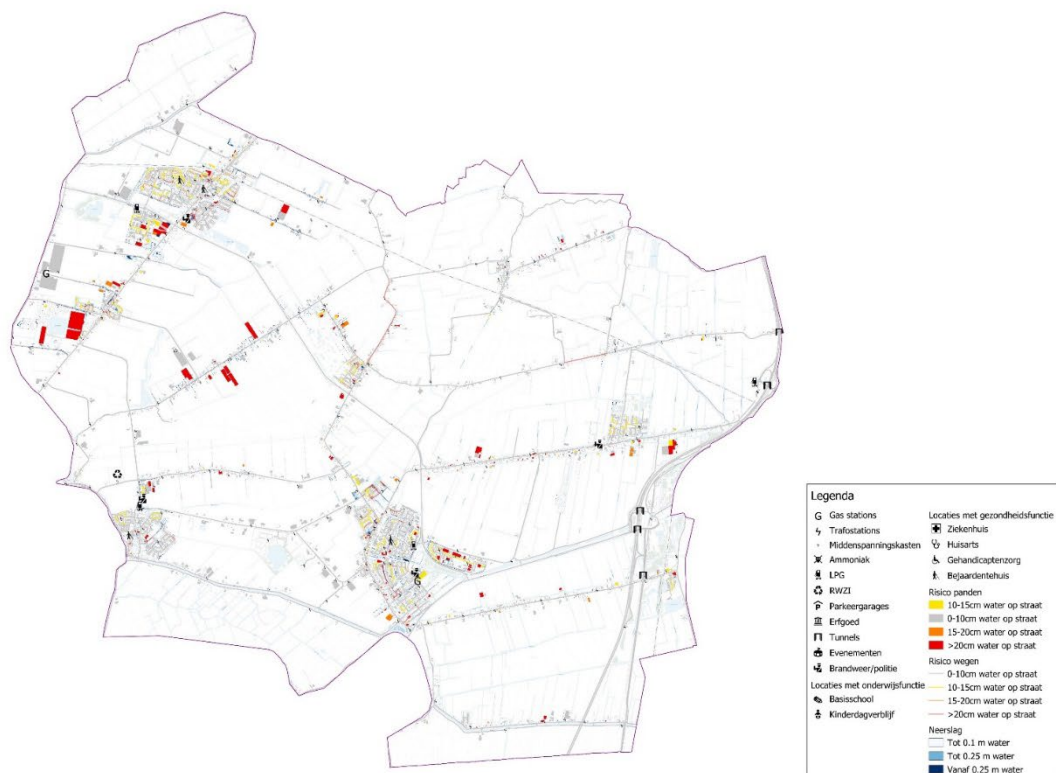 G
G
Legenda
G Gas stations
Trafostations
Middenspanningskasten
Ammoniak
LPG
RWZI
P Parkeergarages
Erfgoed
Tunnels
Evenementen
Brandweer/politie
Locaties met onderwijsfunctie
Basisschool
Kinderdagverblijf
Locaties met gezondheidsfunctie
Ziekenhuis
Huisarts
Gehandicaptenzorg
Bejaardentehuis
Risico panden
10-15cm water op straat
0-10cm water op straat
15-20cm water op straat
>20cm water op straat
Risico wegen
0-10cm water op straat
10-15cm water op straat
15-20cm water op straat
>20cm water op straat
Neerslag
Tot 0.1 m water
Tot 0.25 m water
Vanaf 0.25 m water